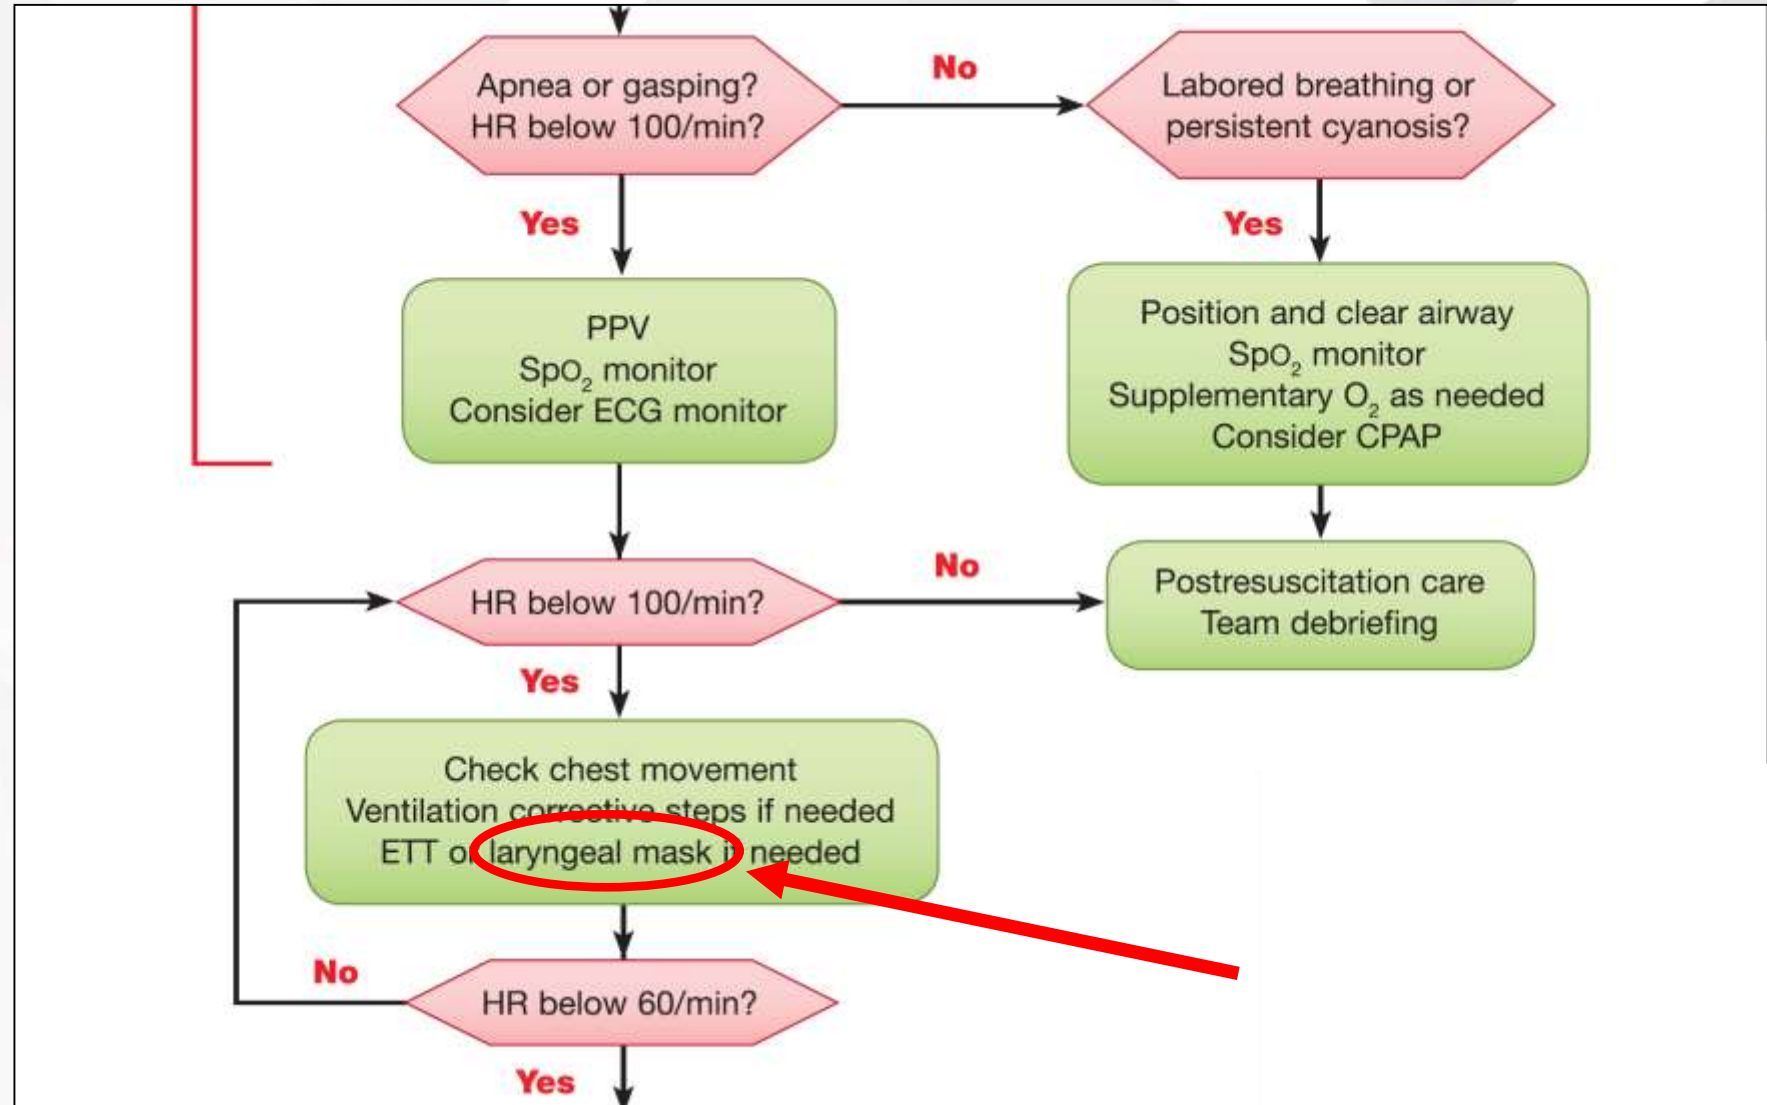 Apnea or gasping?
HR below 100/min?
No
Labored breathing or
persistent cyanosis?
Yes
Yes
PPV
SpO₂ monitor
Consider ECG monitor
Position and clear airway
SpO₂ monitor
Supplementary O₂ as needed
Consider CPAP
HR below 100/min?
No
Postresuscitation care
Team debriefing
Yes
Check chest movement
Ventilation corrective steps if needed
ETT or laryngeal mask if needed
No
HR below 60/min?
Yes